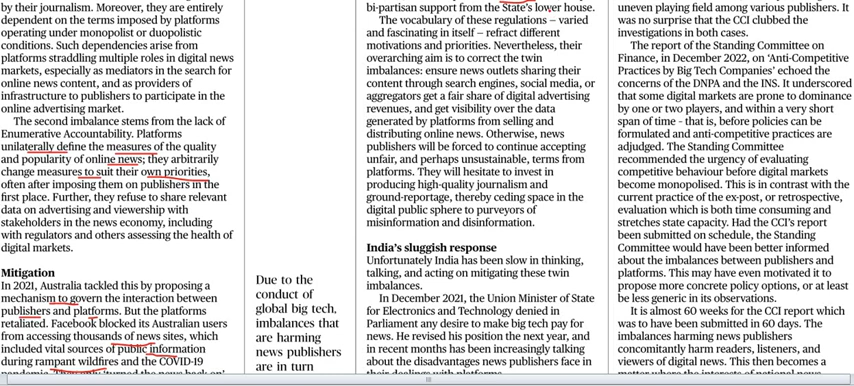 by their journalism. Moreover, they are entirely
dependent on the terms imposed by platforms
operating under monopolist or duopolistic
conditions. Such dependencies arise from
platforms straddling multiple roles in digital news
markets, especially as mediators in the search for
online news content, and as providers of
infrastructure to publishers to participate in the
online advertising market.
The second imbalance stems from the lack of
Enumerative Accountability. Platforms
unilaterally define the measures of the quality
and popularity of online news; they arbitrarily
change measures to suit their own priorities,
often after imposing them on publishers in the
first place. Further, they refuse to share relevant
data on advertising and viewership with
stakeholders in the news economy, including
with regulators and others assessing the health of
digital markets.
Mitigation
In 2021, Australia tackled this by proposing a
mechanism to govern the interaction between
publishers and platforms. But the platforms
retaliated. Facebook blocked its Australian users
from accessing thousands of news sites, which
included vital sources of public information
during rampant wildfires and the COVID-19
Due to the
conduct of
global big tech,
imbalances that
are harming
news publishers
are in turn
bi-partisan support from the State's lower house.
The vocabulary of these regulations – varied
and fascinating in itself – refract different
motivations and priorities. Nevertheless, their
overarching aim is to correct the twin
imbalances: ensure news outlets sharing their
content through search engines, social media, or
aggregators get a fair share of digital advertising
revenues, and get visibility over the data
generated by platforms from selling and
distributing online news. Otherwise, news
publishers will be forced to continue accepting
unfair, and perhaps unsustainable, terms from
platforms. They will hesitate to invest in
producing high-quality journalism and
ground-reportage, thereby ceding space in the
digital public sphere to purveyors of
misinformation and disinformation.
India's sluggish response
Unfortunately India has been slow in thinking,
talking, and acting on mitigating these twin
imbalances.
In December 2021, the Union Minister of State
for Electronics and Technology denied in
Parliament any desire to make big tech pay for
news. He revised his position the next year, and
in recent months has been increasingly talking
about the disadvantages news publishers face in
their dealings with platforms.
uneven playing field among various publishers. It
was no surprise that the CCI clubbed the
investigations in both cases.
The report of the Standing Committee on
Finance, in December 2022, on 'Anti-Competitive
Practices by Big Tech Companies' echoed the
concerns of the DNPA and the INS. It underscored
that some digital markets are prone to dominance
by one or two players, and within a very short
span of time - that is, before policies can be
formulated and anti-competitive practices are
adjudged. The Standing Committee
recommended the urgency of evaluating
competitive behaviour before digital markets
become monopolised. This is in contrast with the
current practice of the ex-post, or retrospective,
evaluation which is both time consuming and
stretches state capacity. Had the CCI's report
been submitted on schedule, the Standing
Committee would have been better informed
about the imbalances between publishers and
platforms. This may have even motivated it to
propose more concrete policy options, or at least
be less generic in its observations.
It is almost 60 weeks for the CCI report which
was to have been submitted in 60 days. The
imbalances harming news publishers
concomitantly harm readers, listeners, and
viewers of digital news. This then becomes a